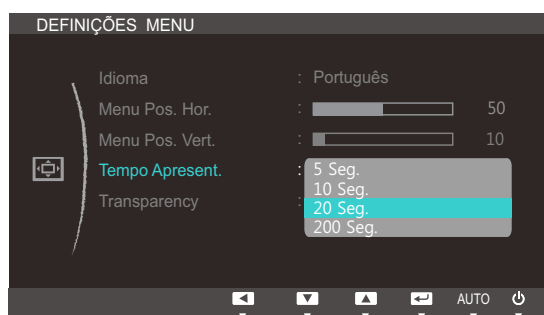 DEFINIÇÕES MENU
Idioma : Português
Menu Pos. Hor. : 50
Menu Pos. Vert. : 10
Tempo Apresent. : 5 Seg.
10 Seg.
Transparency : 20 Seg.
200 Seg.
AUTO